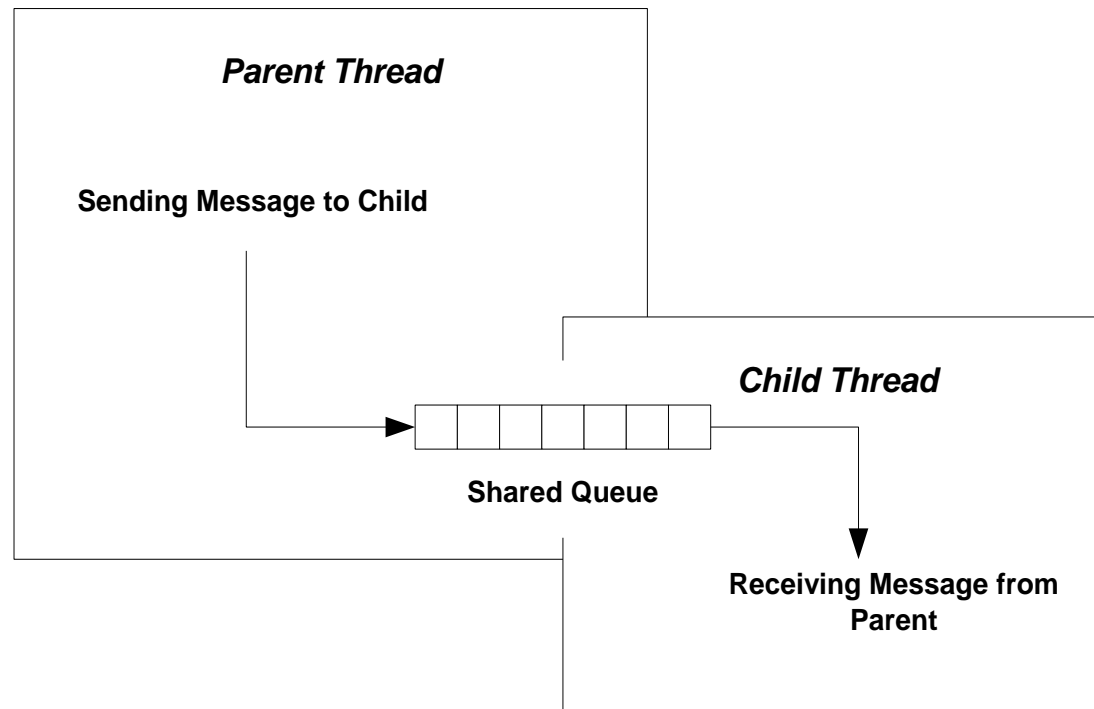 Parent Thread
Sending Message to Child
Child Thread
Shared Queue
Receiving Message from
Parent